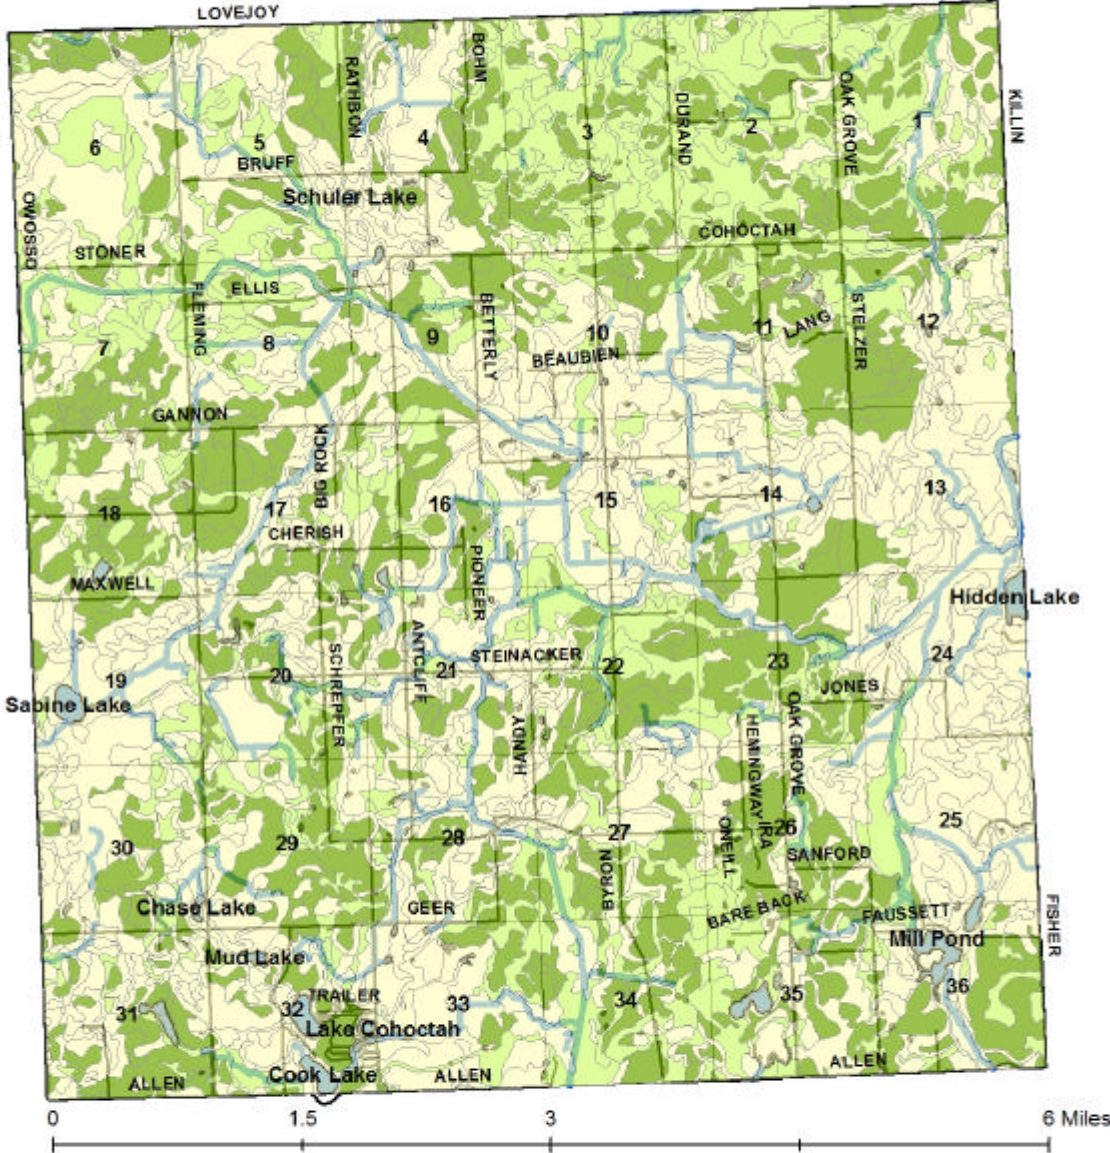 LOVEJOY
BOHM
RATHBON
KILLIN
DURAND
OAK GROVE
6
5
4
3
2
1
BRUFF
Schuler Lake
OWOSSO
STONER
COHOCTAH
ELLIS
FLEMING
BETTERLY
STELZER
7
8
9
10
11
LANG
12
BEAUBIEN
GANNON
BIG ROCK
18
17
16
15
14
13
CHERISH
MAXWELL
PIONEER
Hidden Lake
ANTCLIFF
SCHREPFER
STEINACKER
19
20
21
22
23
24
Sabine Lake
JONES
OAK GROVE
HANDY
HEMINGWAY
IRA
30
29
28
27
26
25
ONEILL
SANFORD
BYRON
Chase Lake
GEER
BARE BACK
FAUSSETT
FISHER
Mill Pond
Mud Lake
31
32
TRAILER
33
34
35
36
Lake Cohoctah
Cook Lake
ALLEN
ALLEN
ALLEN
0 1.5 3 6 Miles